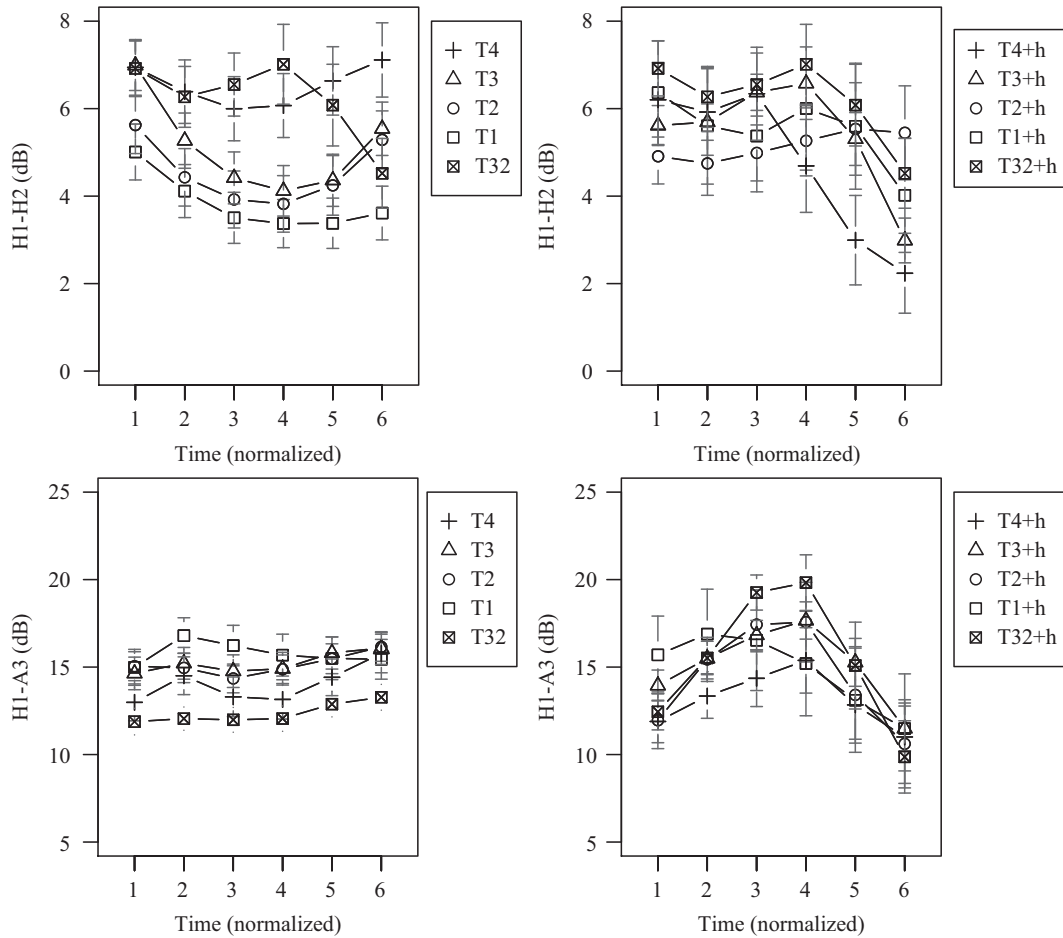 8
6
4
2
0
H1-H2 (dB)
1 2 3 4 5 6
Time (normalized)
T4
T3
T2
T1
T32
8
6
4
2
0
H1-H2 (dB)
1 2 3 4 5 6
Time (normalized)
T4+h
T3+h
T2+h
T1+h
T32+h
25
20
15
10
5
H1-A3 (dB)
1 2 3 4 5 6
Time (normalized)
T4
T3
T2
T1
T32
25
20
15
10
5
H1-A3 (dB)
1 2 3 4 5 6
Time (normalized)
T4+h
T3+h
T2+h
T1+h
T32+h